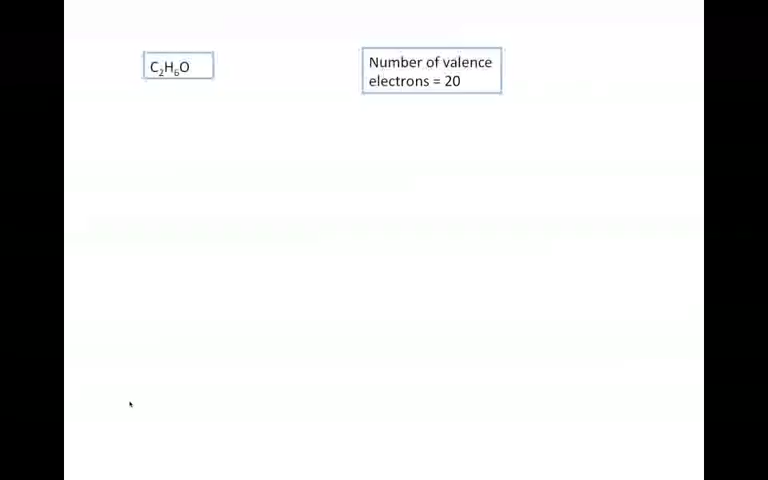 C₂H₆O
Number of valence
electrons = 20